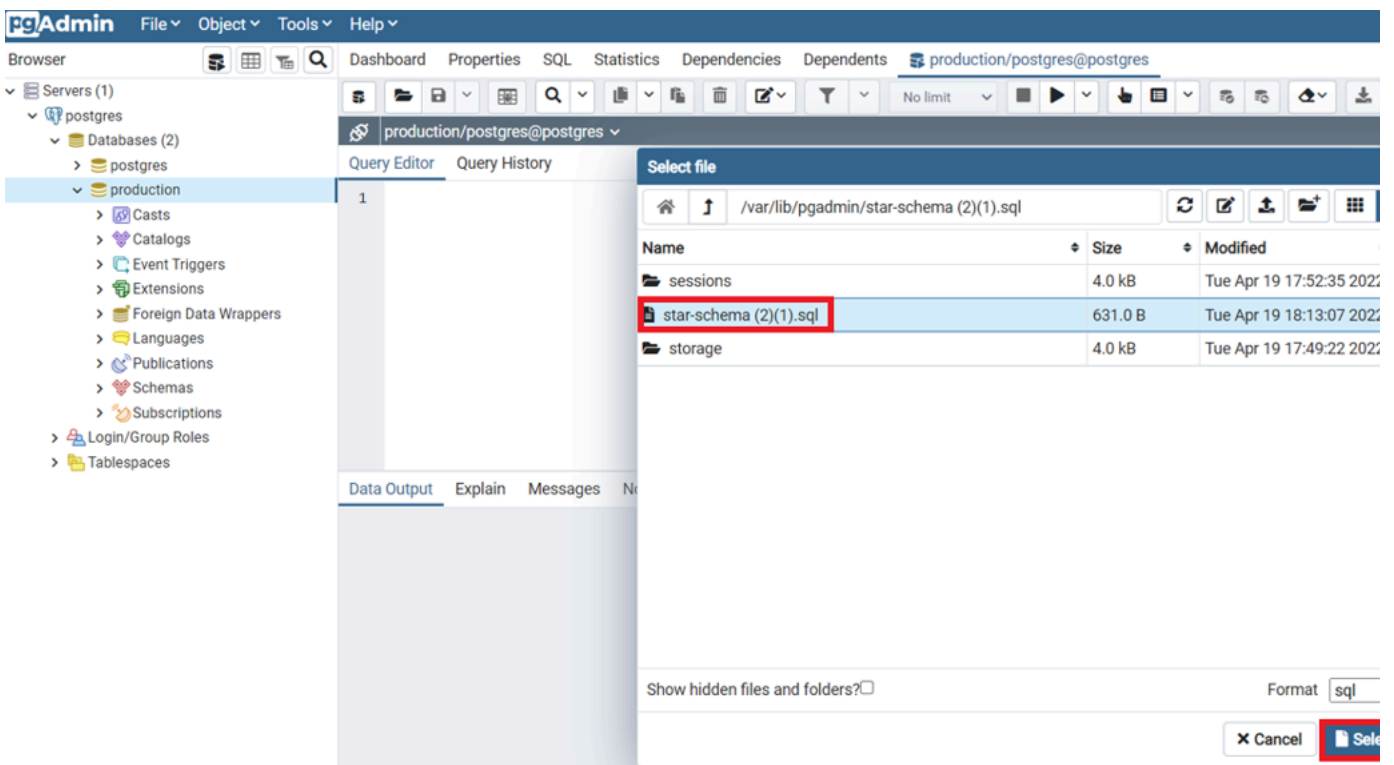 pgAdmin File Object Tools Help
Browser Dashboard Properties SQL Statistics Dependencies Dependents production/postgres@postgres
Servers (1)
No limit
postgres
production/postgres@postgres
Databases (2)
Query Editor Query History
Select file
postgres
production
1
/var/lib/pgadmin/star-schema (2)(1).sql
Casts
Catalogs
Name Size Modified
Event Triggers
sessions 4.0 kB Tue Apr 19 17:52:35 2022
Extensions
Foreign Data Wrappers
star-schema (2)(1).sql 631.0 B Tue Apr 19 18:13:07 2022
Languages
storage 4.0 kB Tue Apr 19 17:49:22 2022
Publications
Schemas
Subscriptions
Login/Group Roles
Tablespaces
Data Output Explain Messages
Show hidden files and folders? Format sql
Cancel